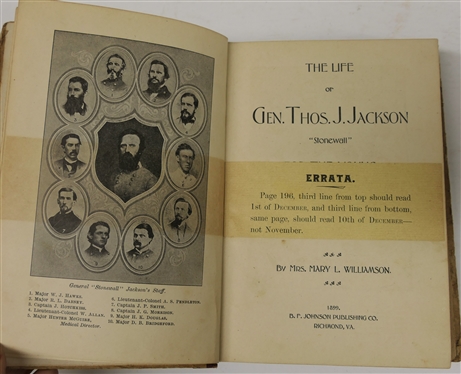 General "Stonewall" Jackson's Staff.
1. Major W. J. Hawks.
2. Major R. L. Dabney.
3. Captain J. Hotchkiss.
4. Lieutenant-Colonel W. Allan.
5. Major Hunter McGuire,
Medical Director.
6. Lieutenant-Colonel A. S. Pendleton.
7. Captain J. P. Smith.
8. Captain J. G. Morrison.
9. Major H. K. Douglas.
10. Major D. B. Bridgford.
THE LIFE
OF
GEN. THOS. J. JACKSON
"Stonewall"
ERRATA.
Page 196, third line from top should read
1st of DECEMBER, and third line from bottom,
same page, should read 10th of DECEMBER—
not November.
BY MRS. MARY L. WILLIAMSON.
1899.
B. F. JOHNSON PUBLISHING CO.
RICHMOND, VA.